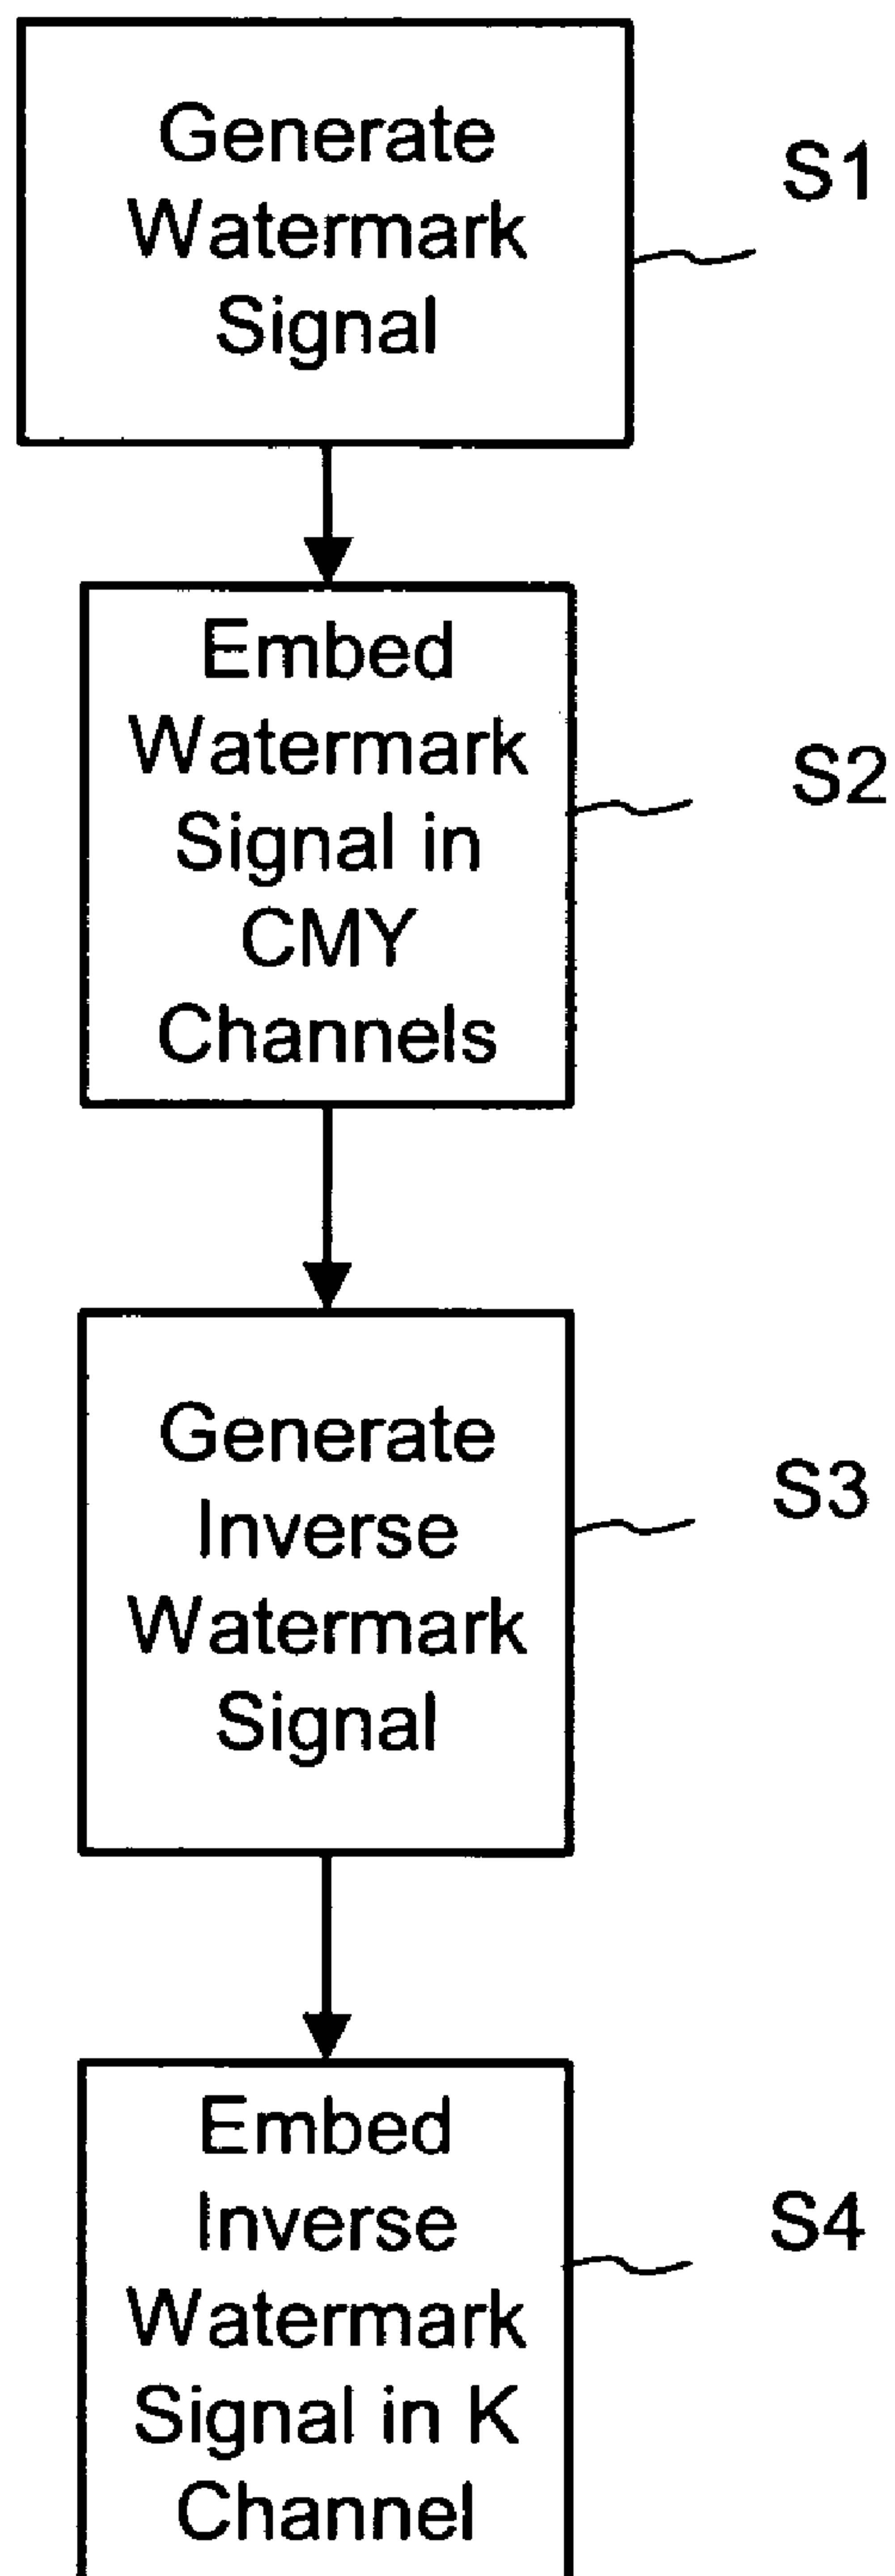 Generate
Watermark
Signal
S1
Embed
Watermark
Signal in
CMY
Channels
S2
Generate
Inverse
Watermark
Signal
S3
Embed
Inverse
Watermark
Signal in K
Channel
S4